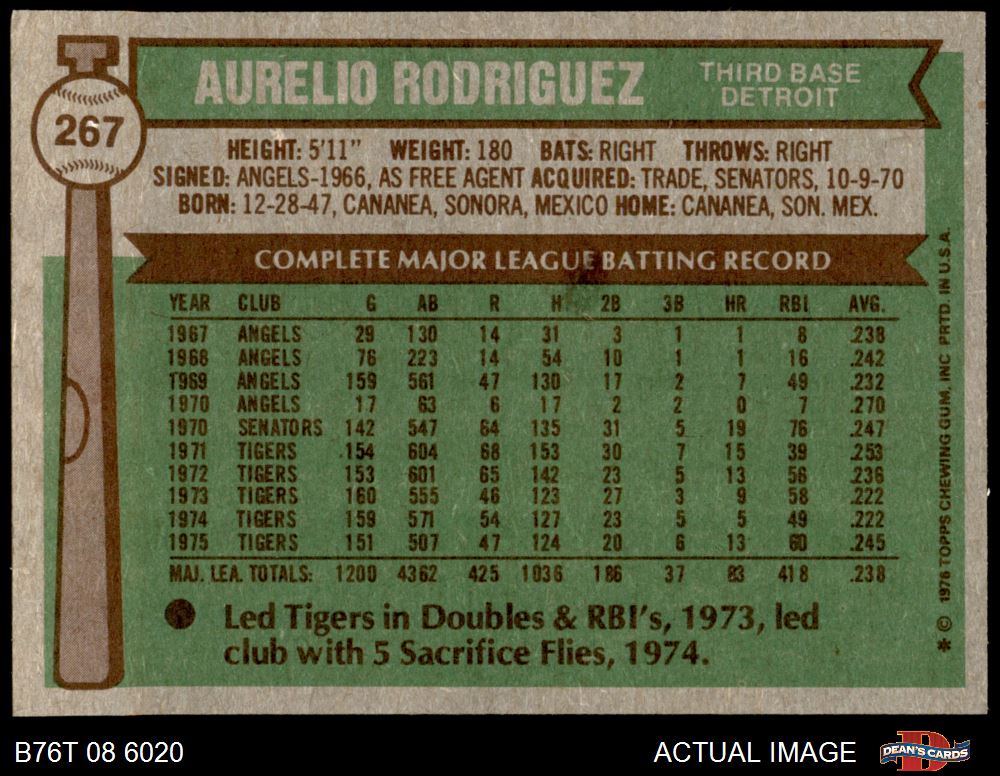 AURELIO RODRIGUEZ
THIRD BASE
DETROIT
267
HEIGHT: 5'11" WEIGHT: 180 BATS: RIGHT THROWS: RIGHT
SIGNED: ANGELS-1966, AS FREE AGENT ACQUIRED: TRADE, SENATORS, 10-9-70
BORN: 12-28-47, CANANEA, SONORA, MEXICO HOME: CANANEA, SON. MEX.
COMPLETE MAJOR LEAGUE BATTING RECORD
YEAR CLUB G AB R H 2B 3B HR RBI AVG.
1967 ANGELS 29 130 14 31 3 1 1 8 .238
1968 ANGELS 76 223 14 54 10 1 1 16 .242
1969 ANGELS 159 561 47 130 17 2 7 49 .232
1970 ANGELS 17 63 6 17 2 2 0 7 .270
1970 SENATORS 142 547 64 135 31 5 19 76 .247
1971 TIGERS 154 604 68 153 30 7 15 39 .253
1972 TIGERS 153 601 65 142 23 5 13 56 .236
1973 TIGERS 160 555 46 123 27 3 9 58 .222
1974 TIGERS 159 571 54 127 23 5 5 49 .222
1975 TIGERS 151 507 47 124 20 6 13 60 .245
MAJ. LEA. TOTALS: 1200 4362 425 1036 186 37 83 418 .238
Led Tigers in Doubles & RBI's, 1973, led
club with 5 Sacrifice Flies, 1974.
* © 1976 TOPPS CHEWING GUM, INC PRTD. IN U.S.A.
B76T 08 6020
ACTUAL IMAGE
DEAN'S CARDS